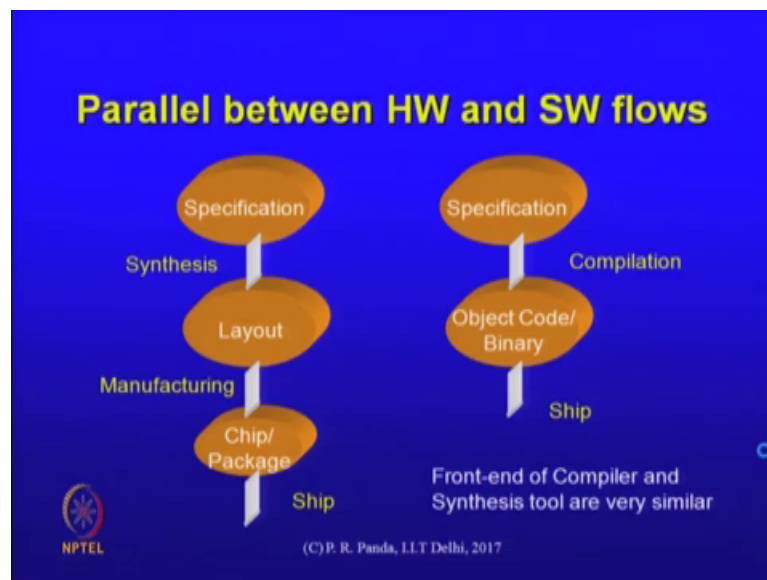 Parallel between HW and SW flows
Specification
Synthesis
Layout
Manufacturing
Chip/
Package
Ship
Specification
Compilation
Object Code/
Binary
Ship
Front-end of Compiler and
Synthesis tool are very similar
NPTEL
(C) P. R. Panda, I.I.T Delhi, 2017